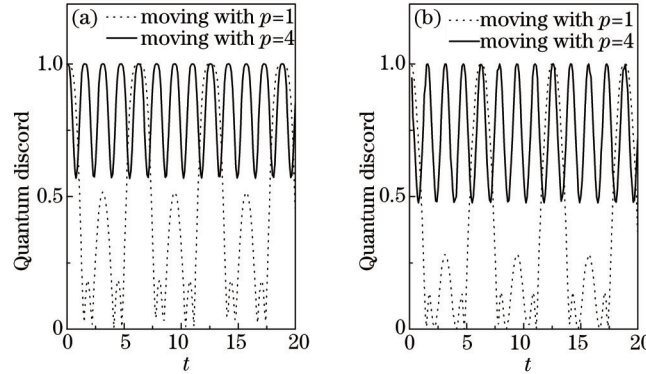 (a)
moving with p=1
moving with p=4
1.0
0.5
0
Quantum discord
0 5 10 15 20
t
(b)
moving with p=1
moving with p=4
1.0
0.5
0
Quantum discord
0 5 10 15 20
t